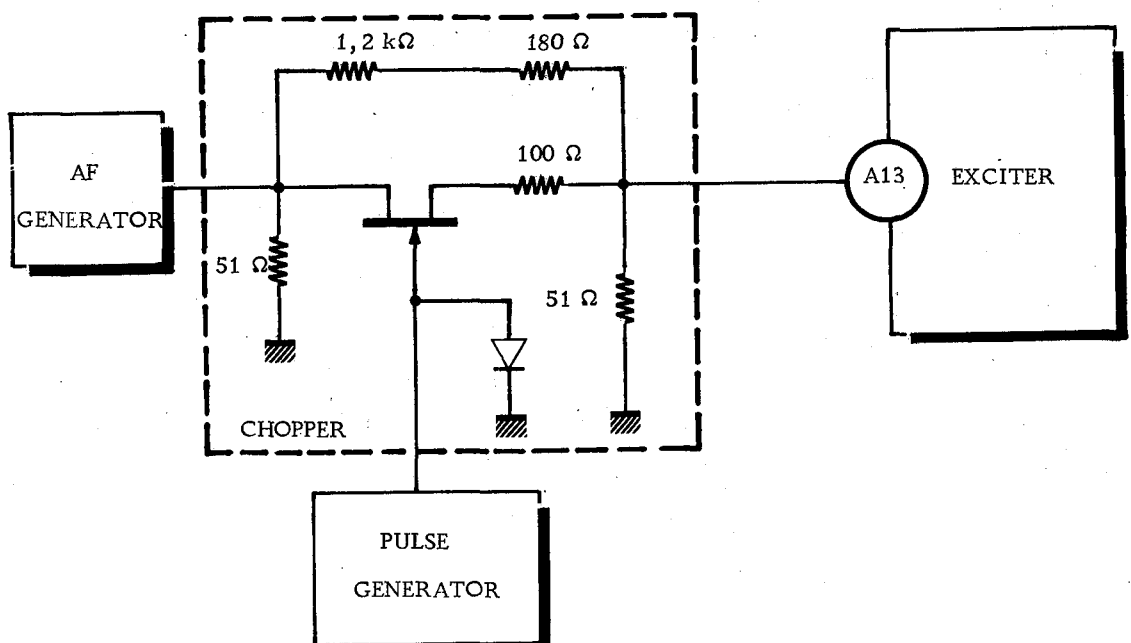 1,2 kΩ
180 Ω
AF
GENERATOR
100 Ω
A13
EXCITER
51 Ω
51 Ω
CHOPPER
PULSE
GENERATOR